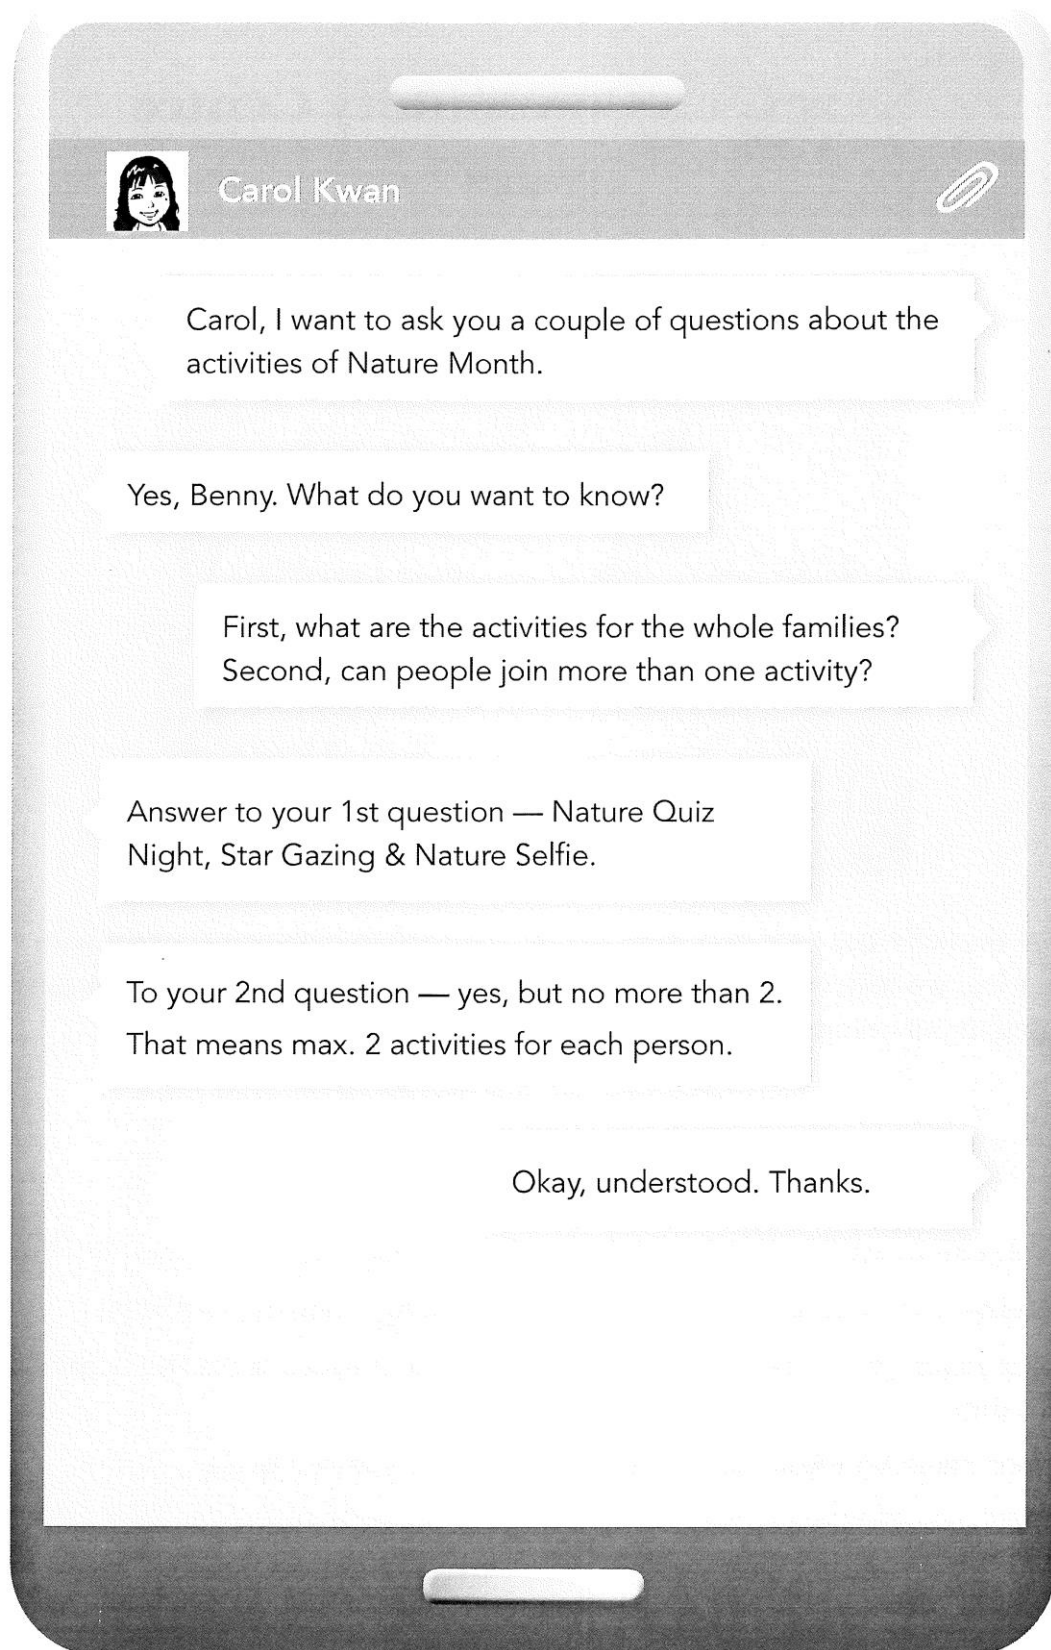 Carol Kwan
Carol, I want to ask you a couple of questions about the
activities of Nature Month.
Yes, Benny. What do you want to know?
First, what are the activities for the whole families?
Second, can people join more than one activity?
Answer to your 1st question — Nature Quiz
Night, Star Gazing & Nature Selfie.
To your 2nd question — yes, but no more than 2.
That means max. 2 activities for each person.
Okay, understood. Thanks.